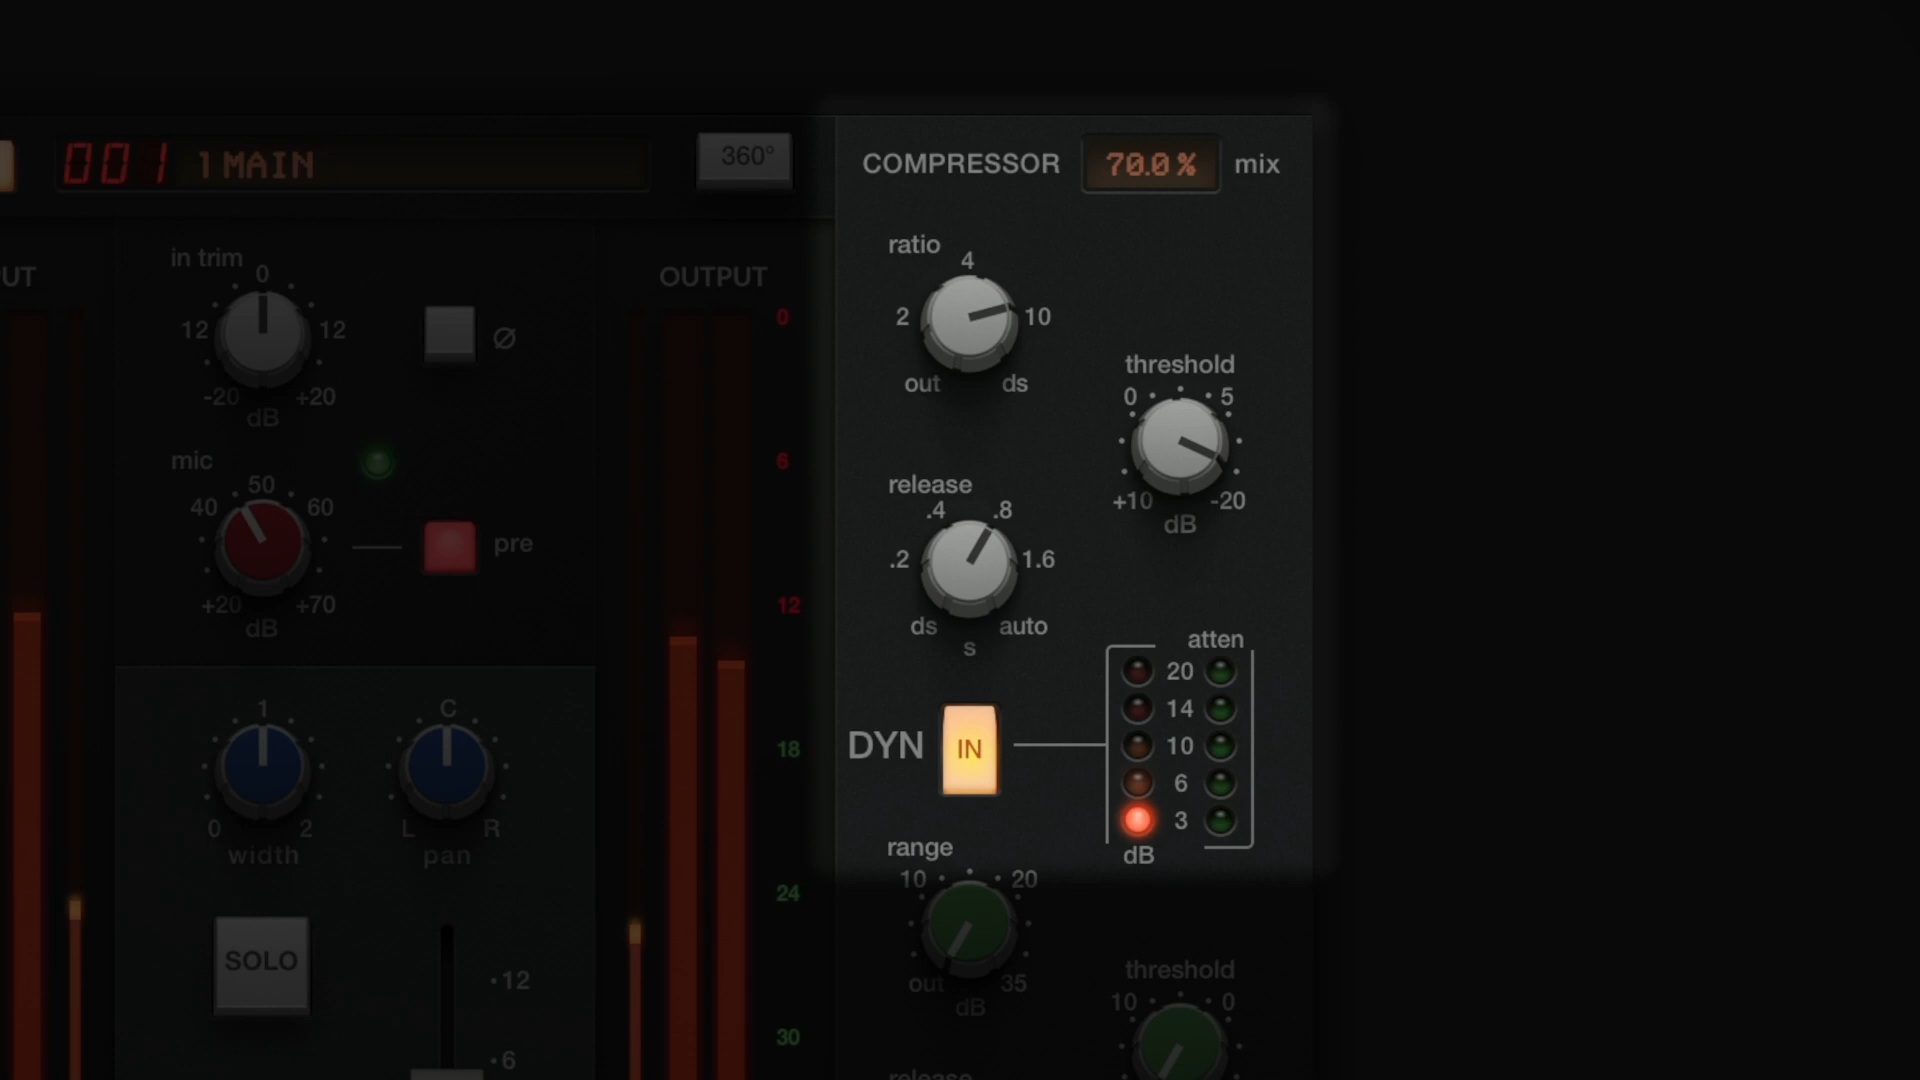 001 1 MAIN
360°
COMPRESSOR 70.0 % mix
UT
in trim
0
12 12
-20 +20
dB
Ø
mic
50
40 60
+20 +70
dB
pre
1
0 2
width
C
L R
pan
SOLO
12
6
OUTPUT
0
6
12
18
24
30
ratio
4
2 10
out ds
threshold
0 5
+10 -20
dB
release
.4 .8
.2 1.6
ds auto
s
DYN IN
atten
20
14
10
6
3
dB
range
10 20
out 35
dB
threshold
10 0
release